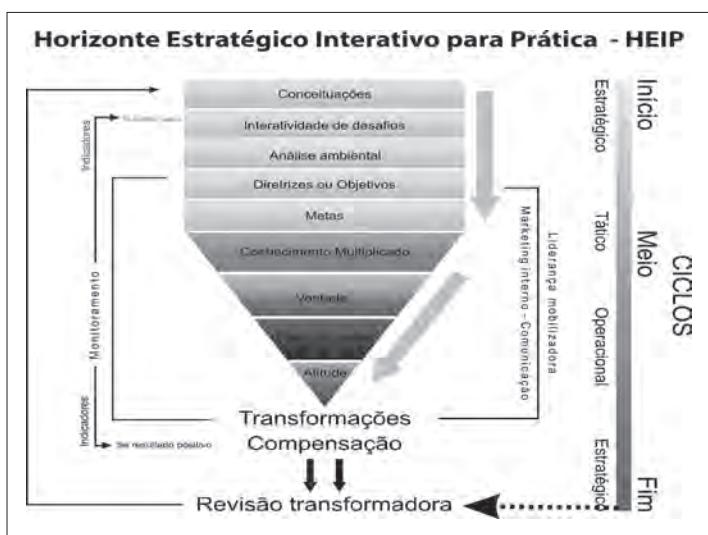 Horizonte Estratégico Interativo para Prática - HEIP
Conceituações
Interatividade de desafios
Análise ambiental
Diretrizes ou Objetivos
Metas
Conhecimento Multiplicado
Vontade
Atitude
Transformações
Compensação
Revisão transformadora
Indicadores
Monitoramento
Indicadores
Se resultado positivo
Marketing interno - Comunicação
Liderança mobilizadora
Estratégico
Tático
Operacional
Estratégico
Início
Meio
Fim
CICLOS